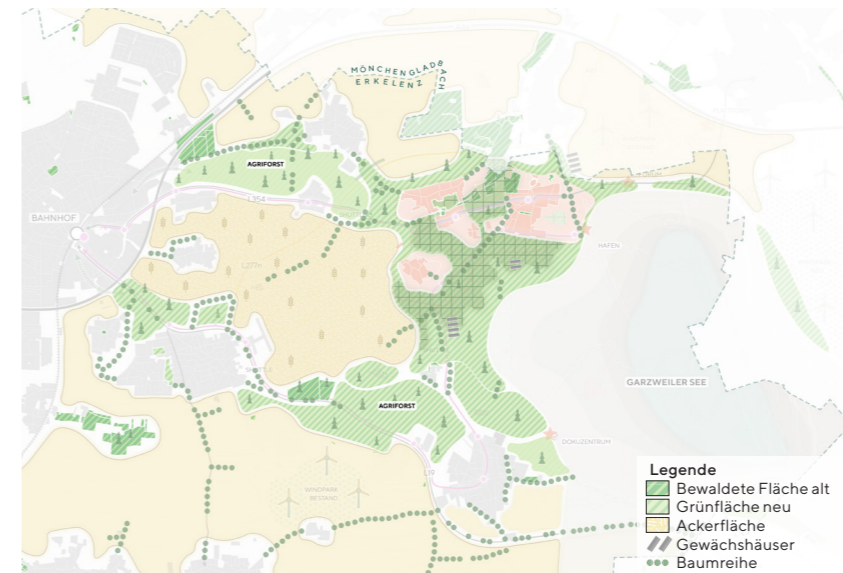 MÖNCHENGLADBACH
ERKELENZ
AGRIFORST
L354
BAHNHOF
HAFEN
L277
GARZWEILER SEE
AGRIFORST
DOKUZENTRUM
WINDPARK
BESTAND
Legende
Bewaldete Fläche alt
Grünfläche neu
Ackerfläche
Gewächshäuser
Baumreihe